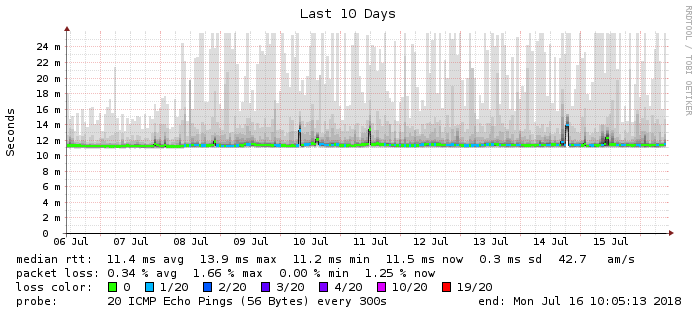 Last 10 Days
RRDTOOL / TOBI OETIKER
Seconds
24 m
22 m
20 m
18 m
16 m
14 m
12 m
10 m
8 m
6 m
4 m
2 m
0
06 Jul 07 Jul 08 Jul 09 Jul 10 Jul 11 Jul 12 Jul 13 Jul 14 Jul 15 Jul
median rtt: 11.4 ms avg 13.9 ms max 11.2 ms min 11.5 ms now 0.3 ms sd 42.7 am/s
packet loss: 0.34 % avg 1.66 % max 0.00 % min 1.25 % now
loss color: 0 1/20 2/20 3/20 4/20 10/20 19/20
probe: 20 ICMP Echo Pings (56 Bytes) every 300s end: Mon Jul 16 10:05:13 2018